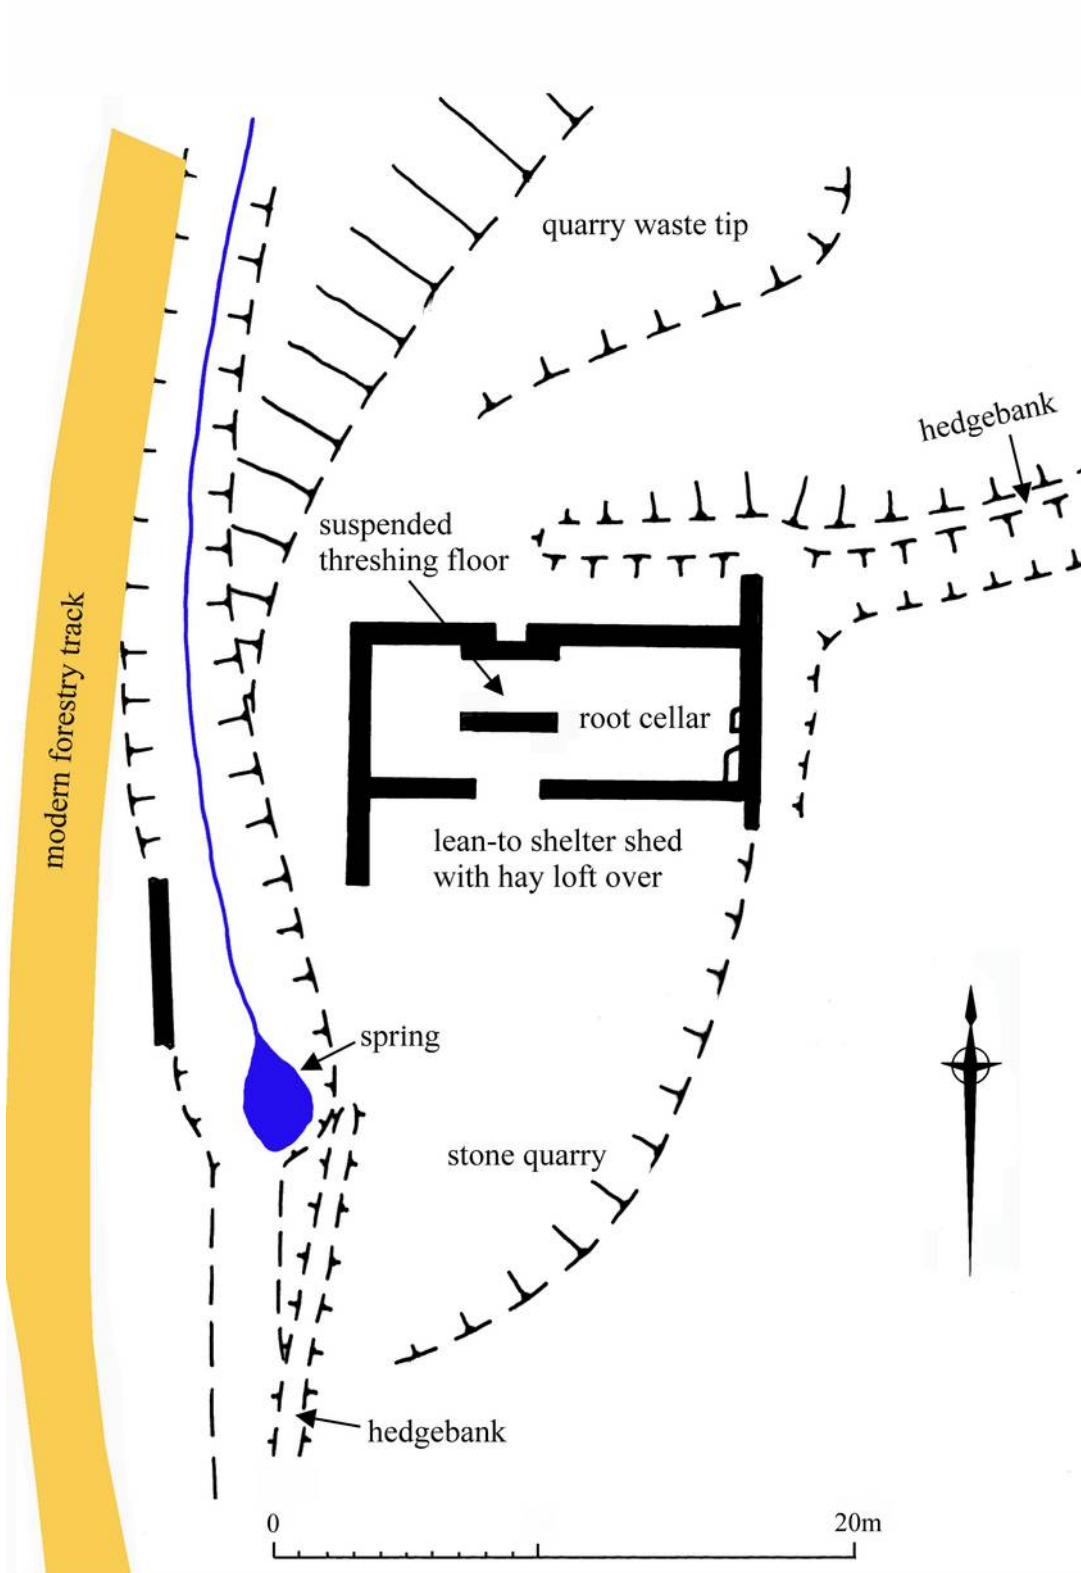 quarry waste tip
hedgebank
suspended
threshing floor
modern forestry track
root cellar
lean-to shelter shed
with hay loft over
spring
stone quarry
hedgebank
0
20m